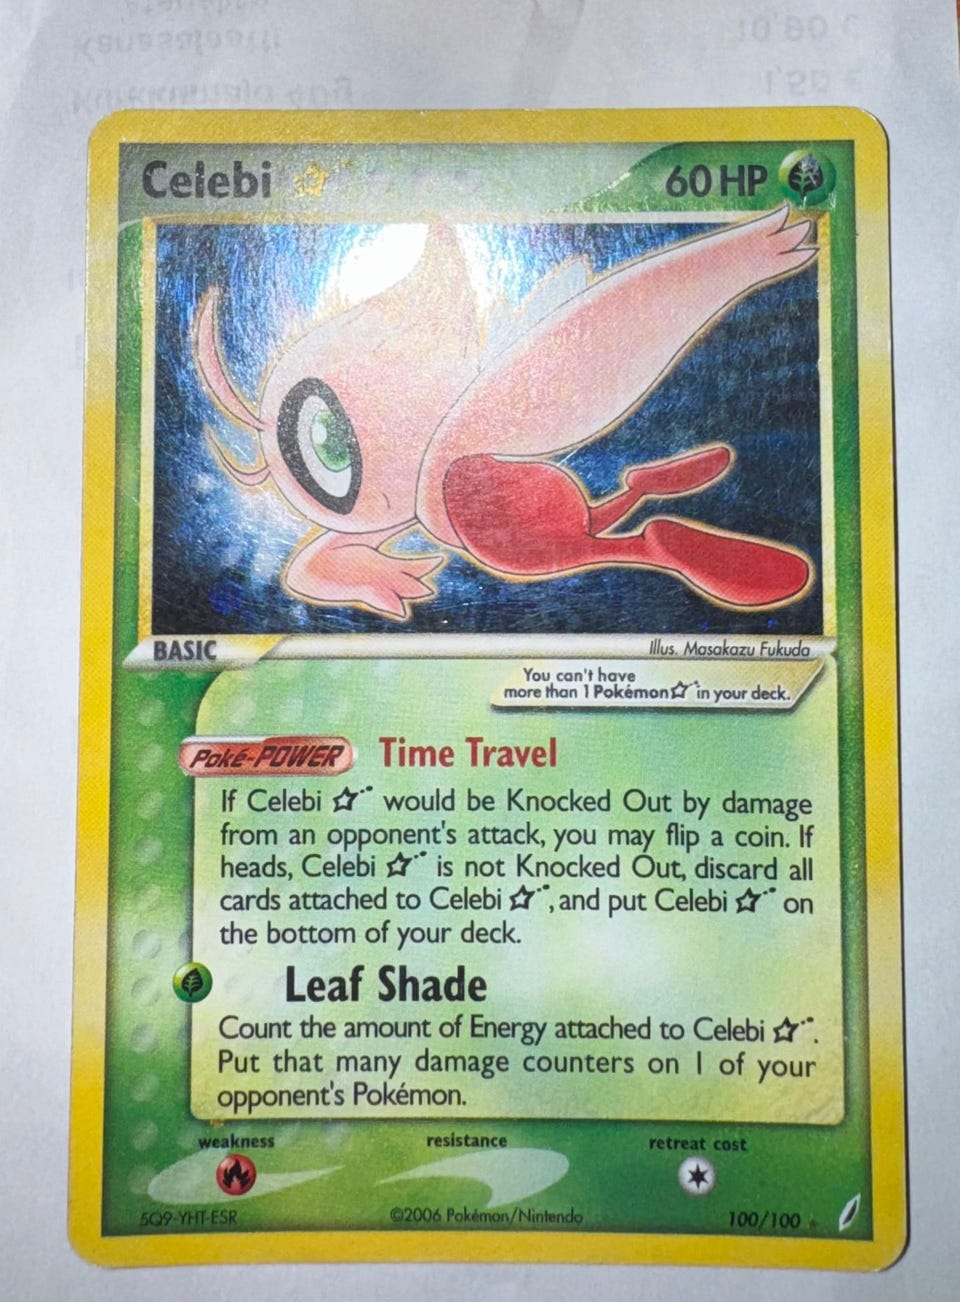 Celebi ☆
60 HP
BASIC
Illus. Masakazu Fukuda
You can't have
more than 1 Pokémon ☆ in your deck.
Poké-POWER Time Travel
If Celebi ☆ would be Knocked Out by damage
from an opponent's attack, you may flip a coin. If
heads, Celebi ☆ is not Knocked Out, discard all
cards attached to Celebi ☆, and put Celebi ☆ on
the bottom of your deck.
Leaf Shade
Count the amount of Energy attached to Celebi ☆.
Put that many damage counters on 1 of your
opponent's Pokémon.
weakness resistance retreat cost
5Q9-YHT-ESR
©2006 Pokémon/Nintendo
100/100 ★